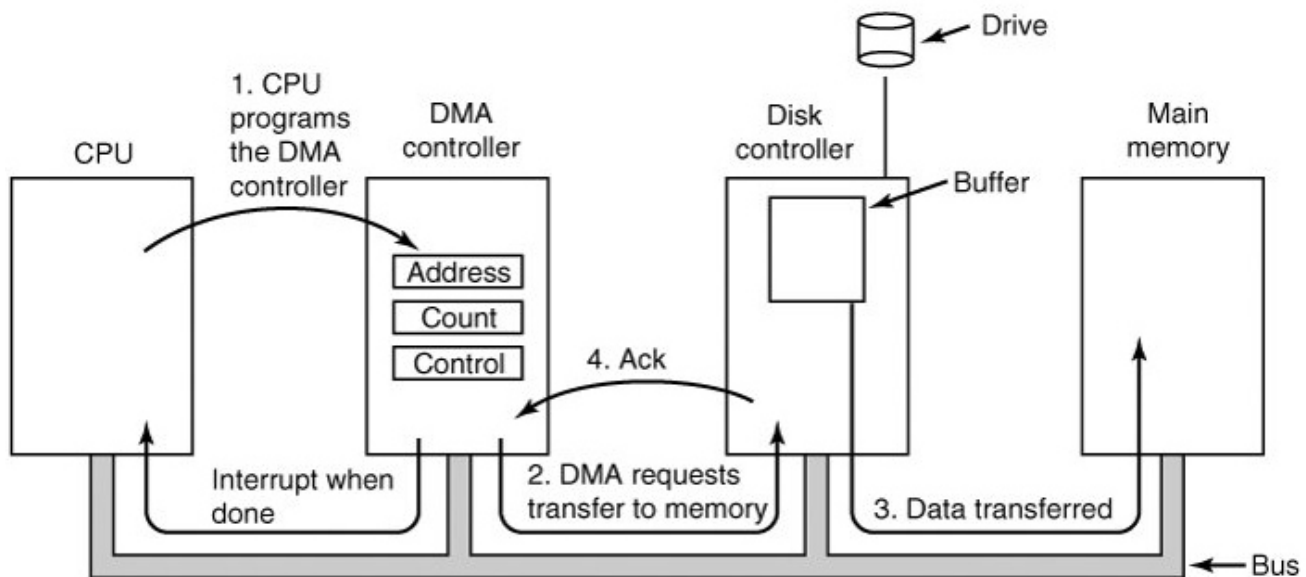 Drive
1. CPU
programs
the DMA
controller
CPU
DMA
controller
Disk
controller
Main
memory
Buffer
Address
Count
Control
4. Ack
Interrupt when
done
2. DMA requests
transfer to memory
3. Data transferred
Bus